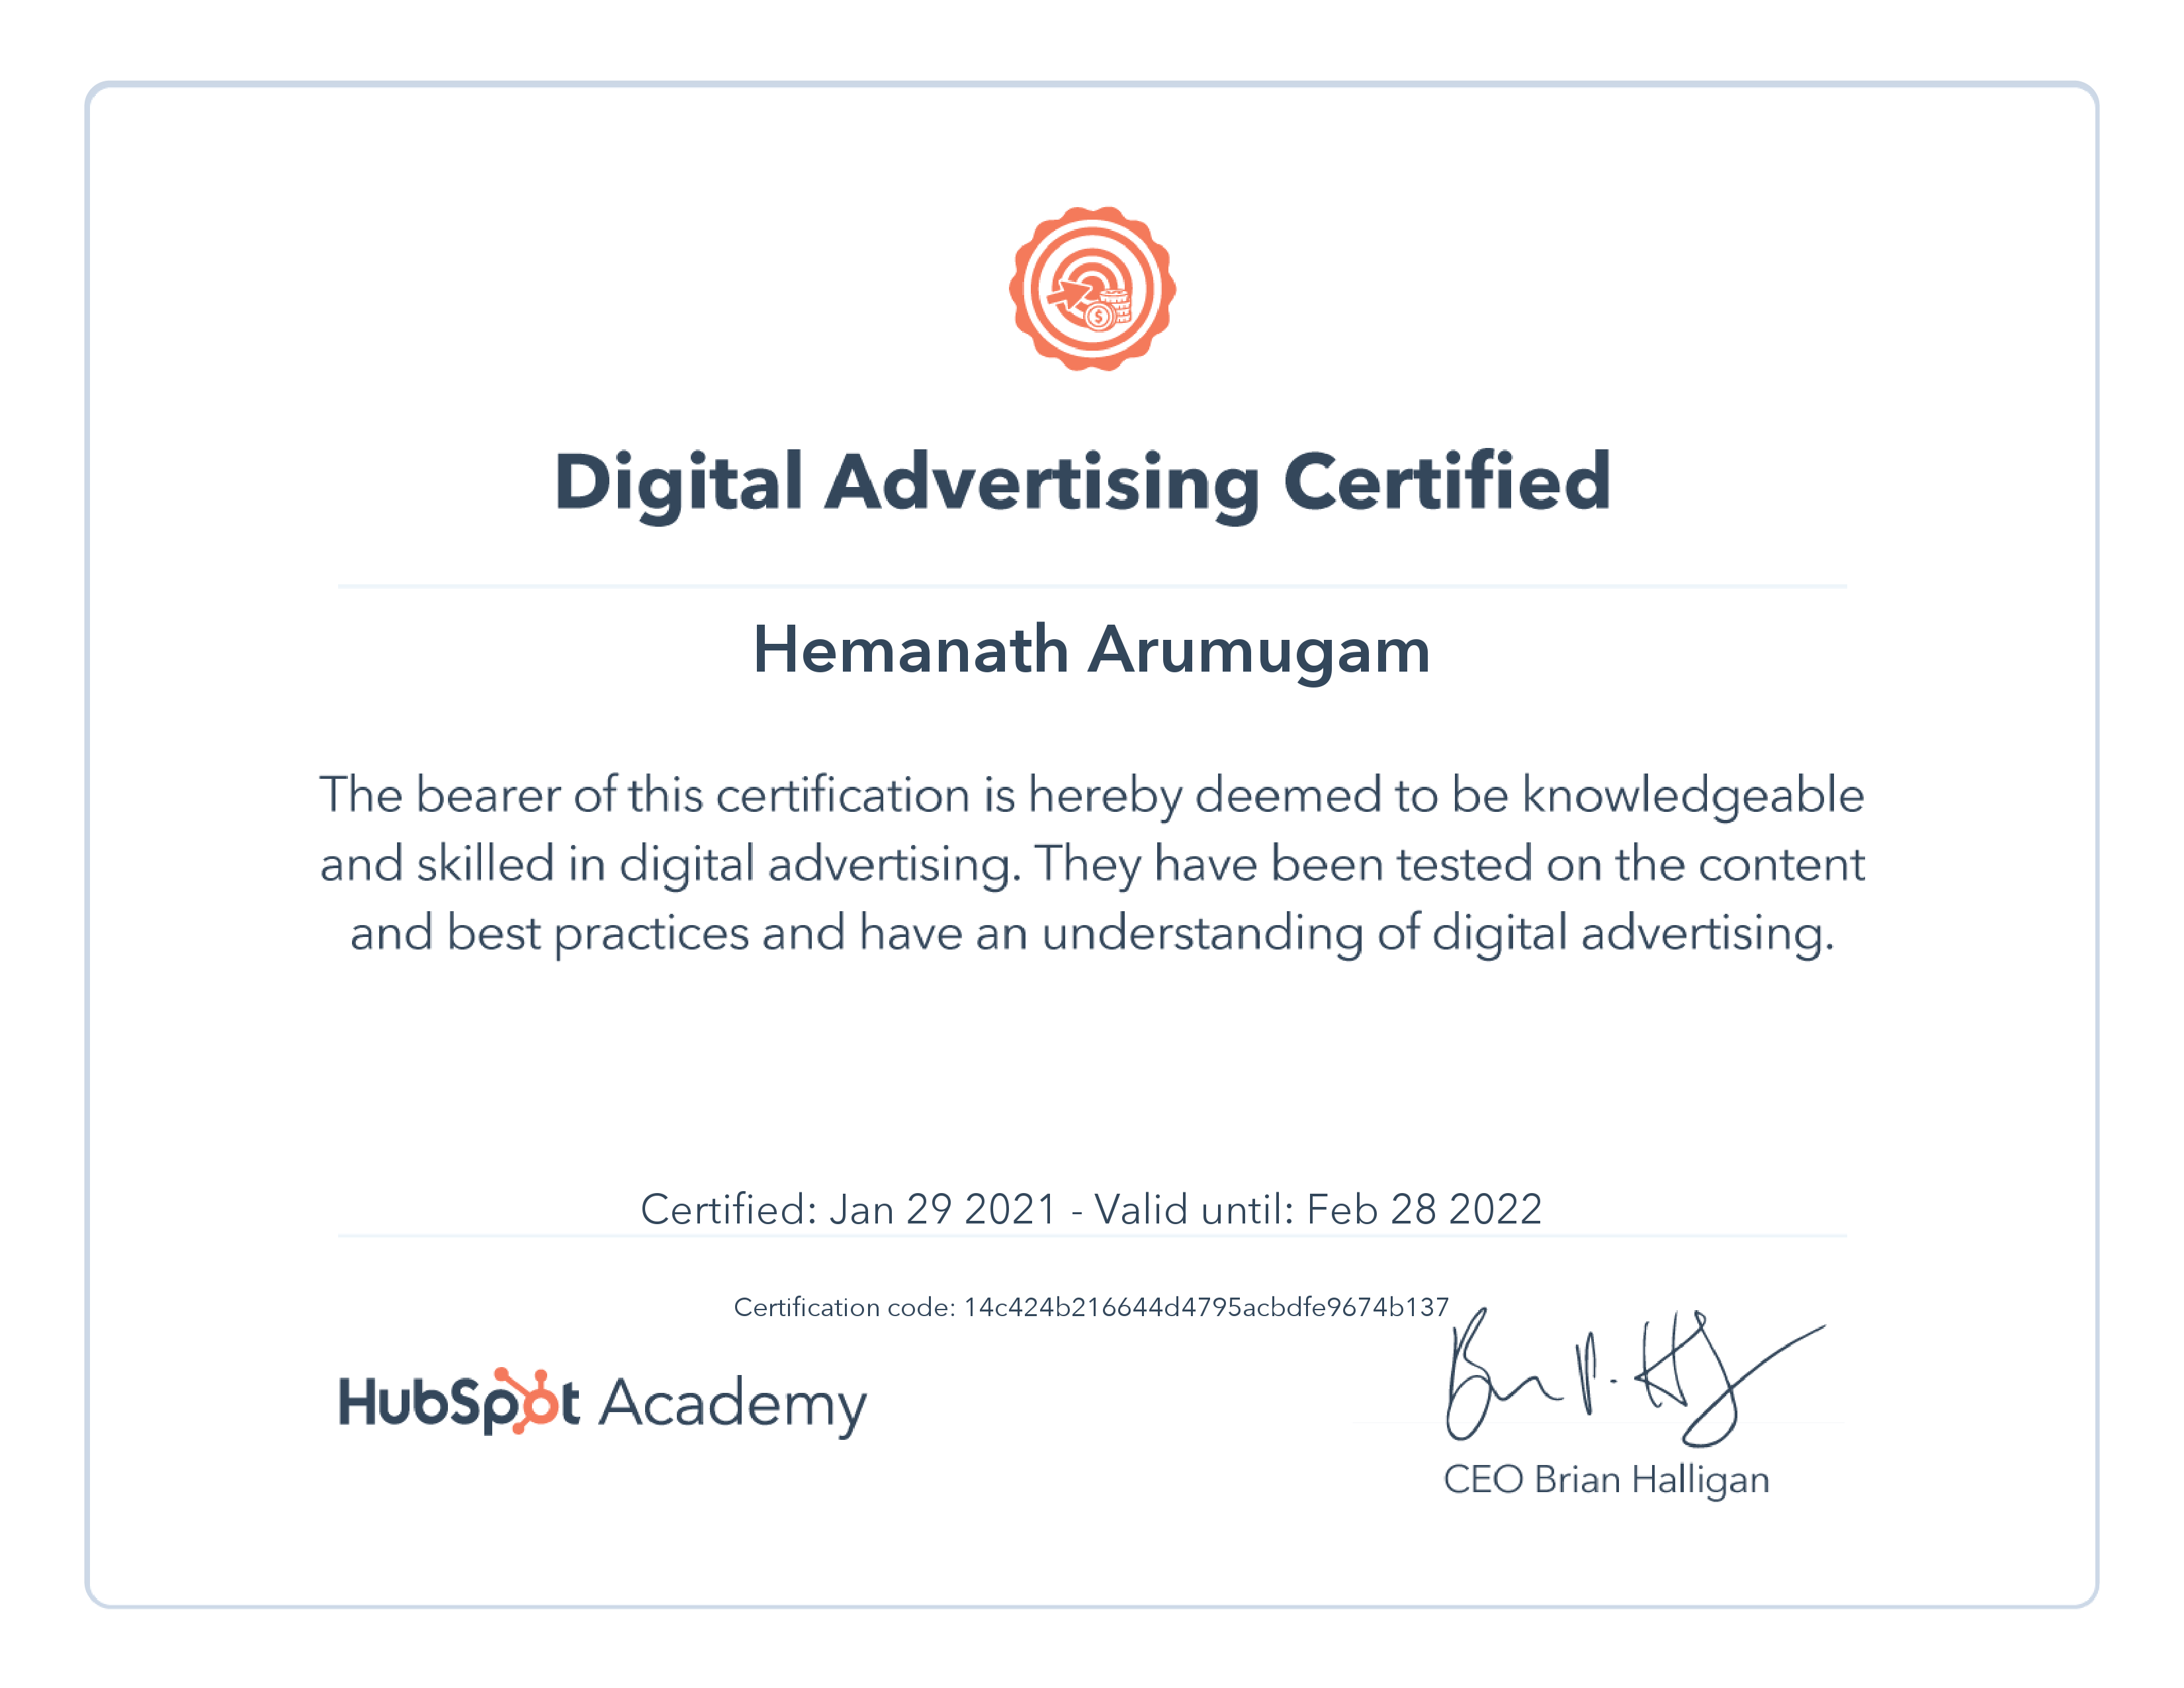 Digital Advertising Certified
Hemanath Arumugam
The bearer of this certification is hereby deemed to be knowledgeable
and skilled in digital advertising. They have been tested on the content
and best practices and have an understanding of digital advertising.
Certified: Jan 29 2021 - Valid until: Feb 28 2022
Certification code: 14c424b216644d4795acbdfe9674b137
HubSpot Academy
CEO Brian Halligan